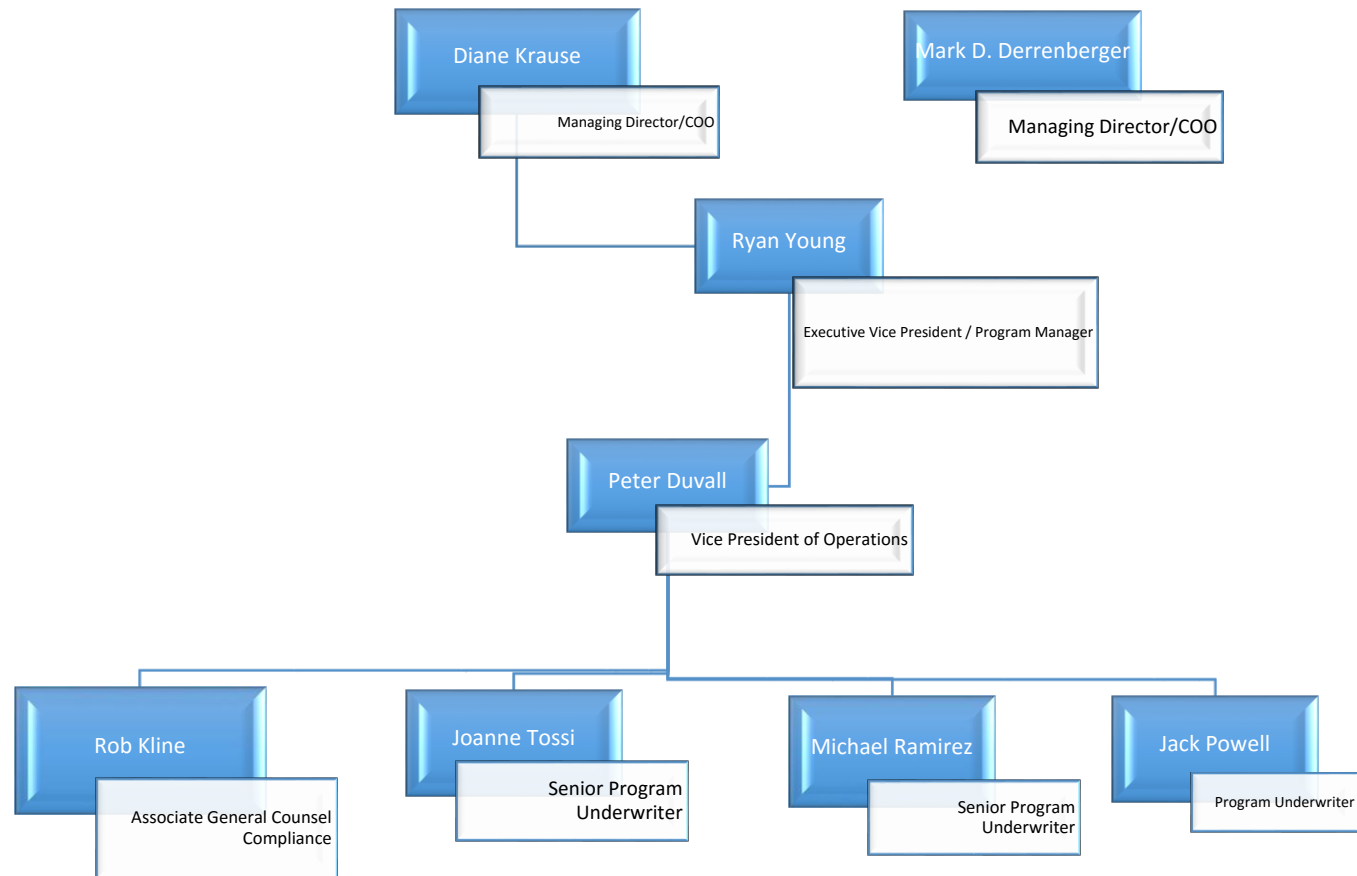 Diane Krause
Managing Director/COO
Mark D. Derrenberger
Managing Director/COO
Ryan Young
Executive Vice President / Program Manager
Peter Duvall
Vice President of Operations
Rob Kline
Associate General Counsel
Compliance
Joanne Tossi
Senior Program
Underwriter
Michael Ramirez
Senior Program
Underwriter
Jack Powell
Program Underwriter